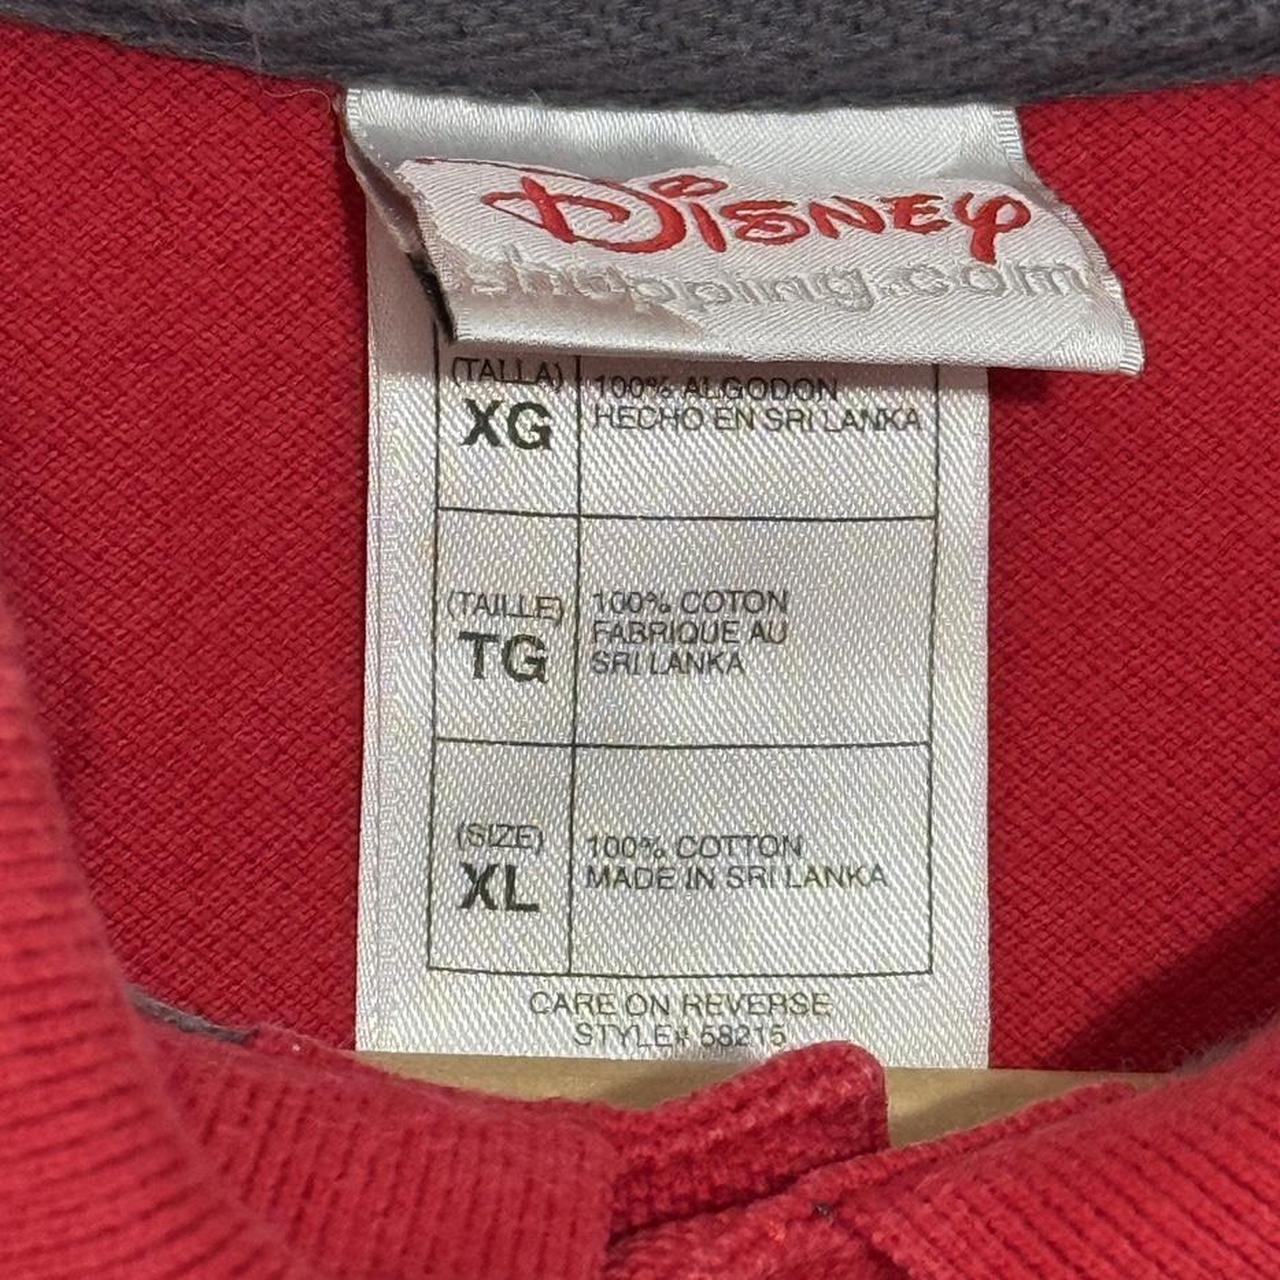 Disney
shopping.com
(TALLA)
XG
100% ALGODON
HECHO EN SRI LANKA
(TAILLE)
TG
100% COTON
FABRIQUE AU
SRI LANKA
(SIZE)
XL
100% COTTON
MADE IN SRI LANKA
CARE ON REVERSE
STYLE# 58215